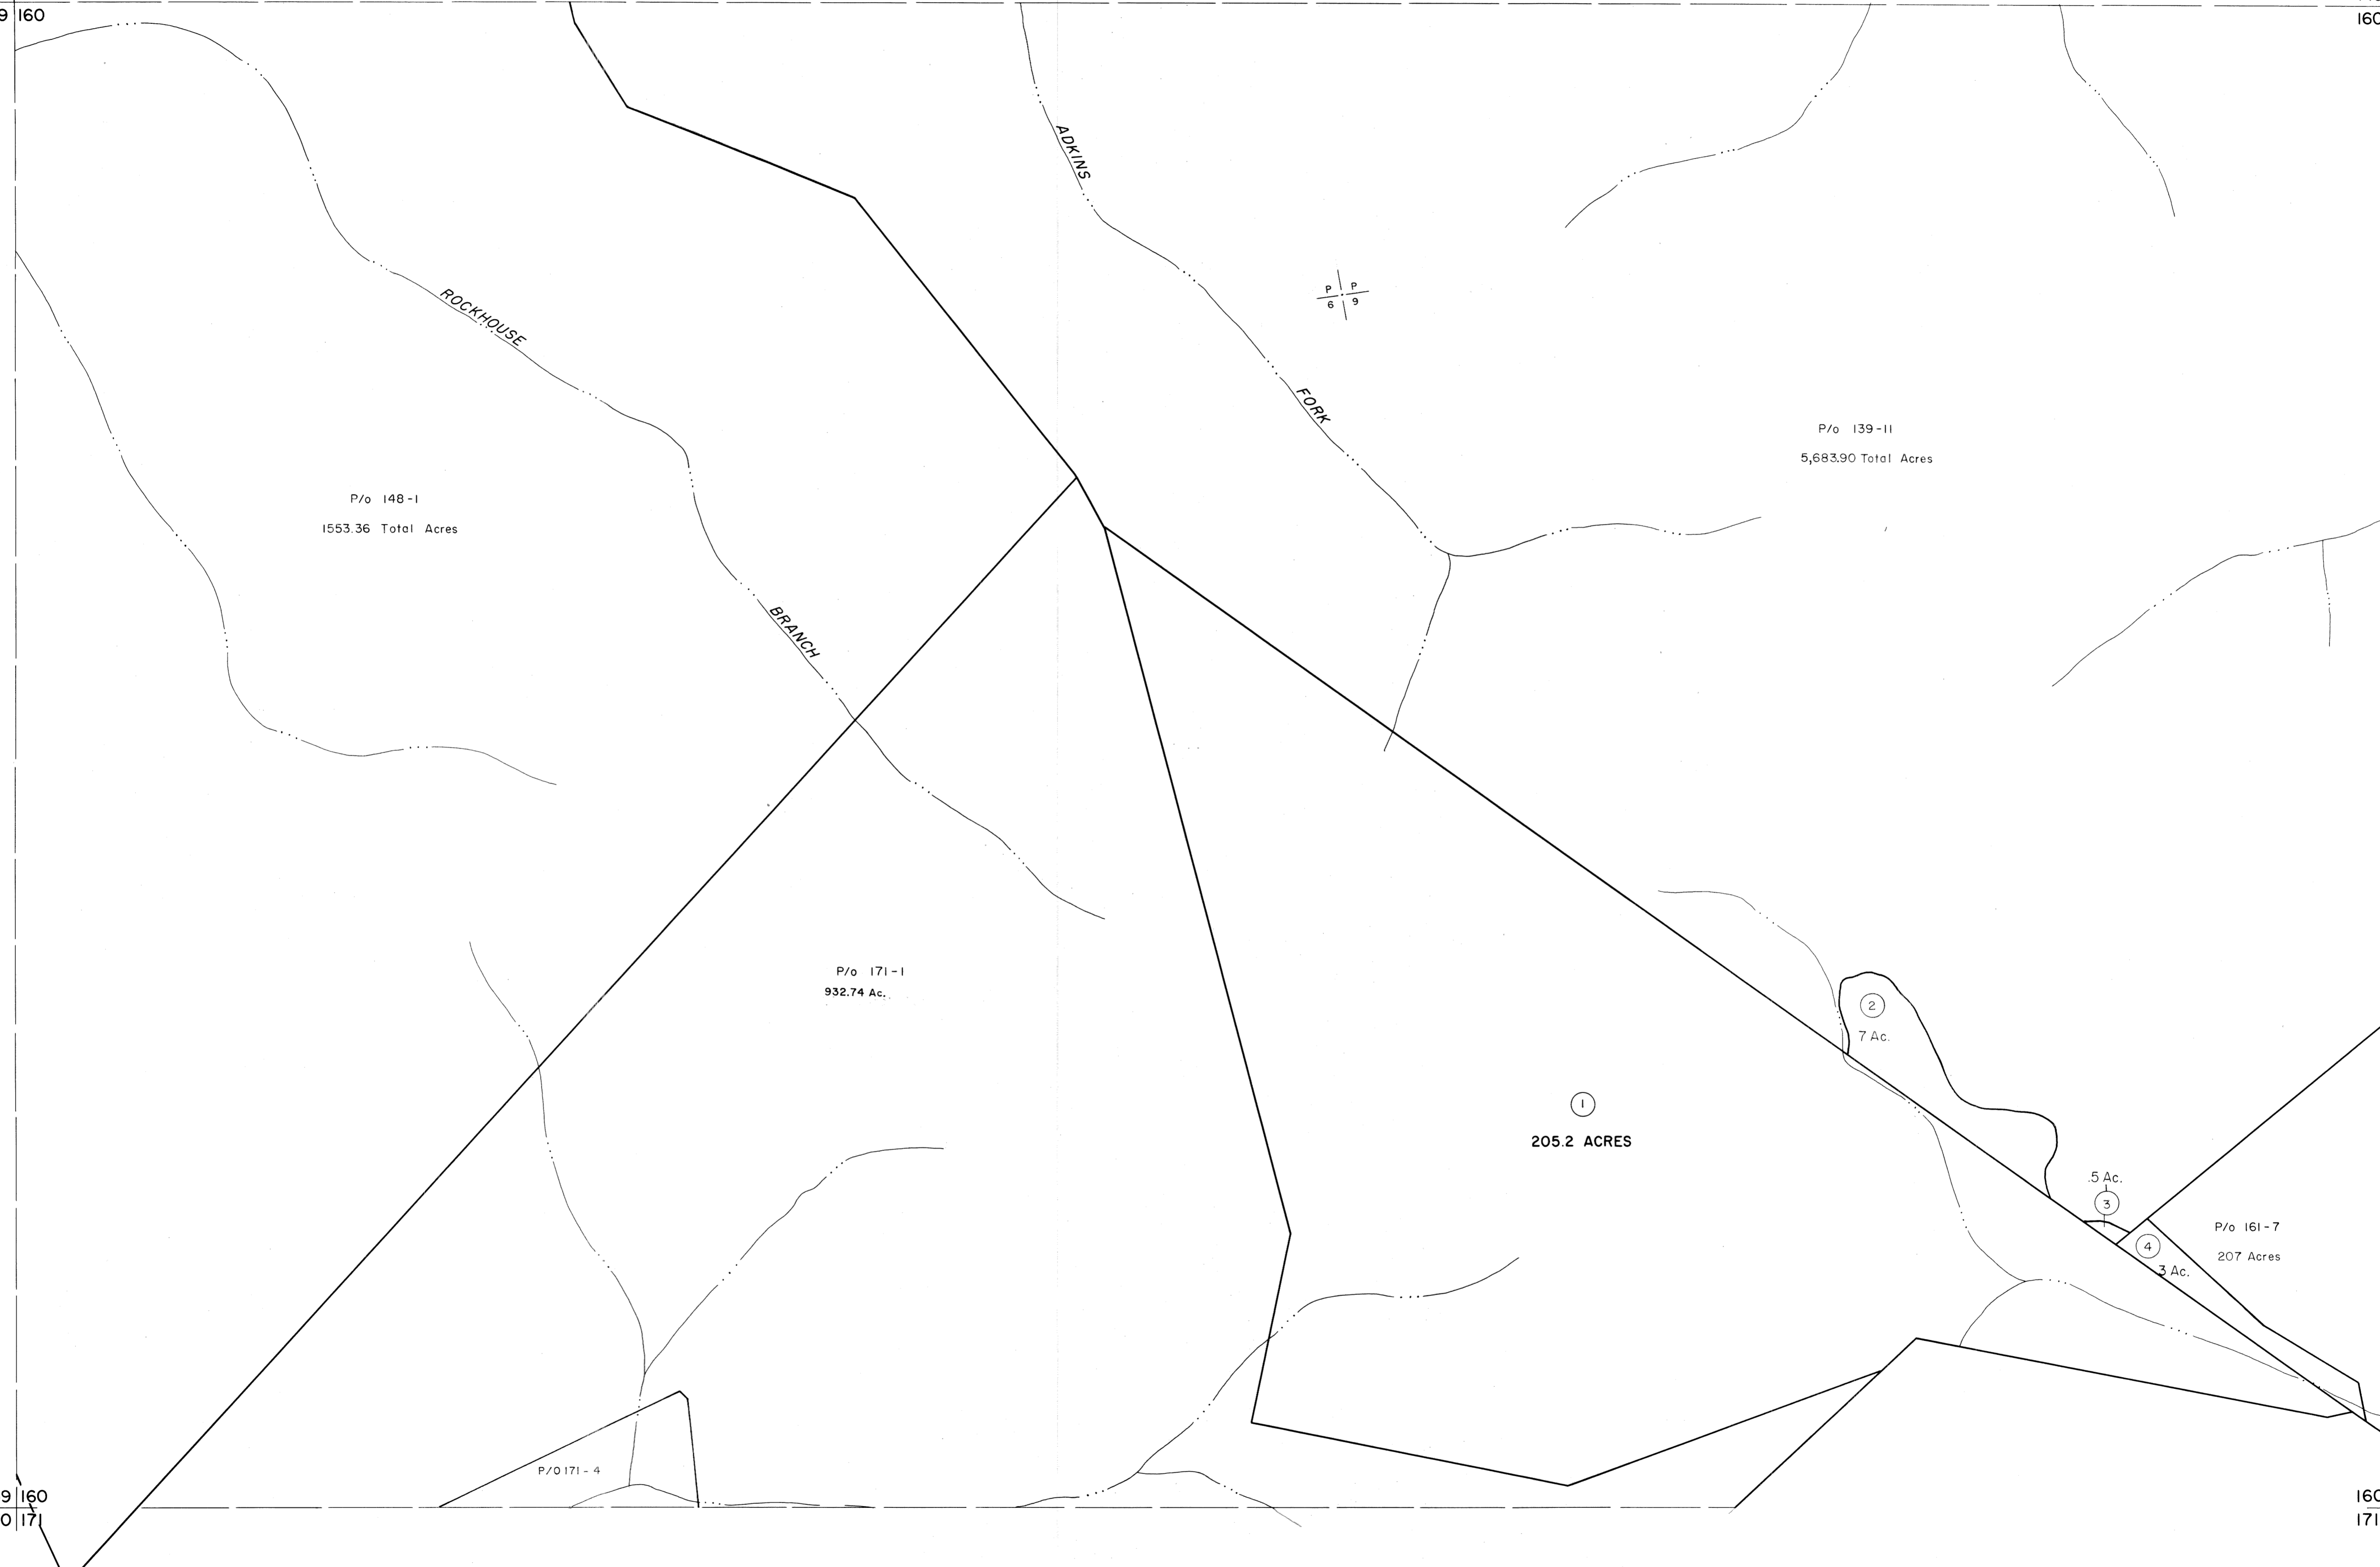 9 160
160
ADKINS
P P
6 9
ROCKHOUSE
FORK
P/o 139-11
5,683.90 Total Acres
P/o 148-1
1553.36 Total Acres
BRANCH
P/o 171-1
932.74 Ac.
2
7 Ac.
1
205.2 ACRES
.5 Ac.
3
P/o 161-7
4
207 Acres
.3 Ac.
P/O 171-4
9 160
160
0 171
171